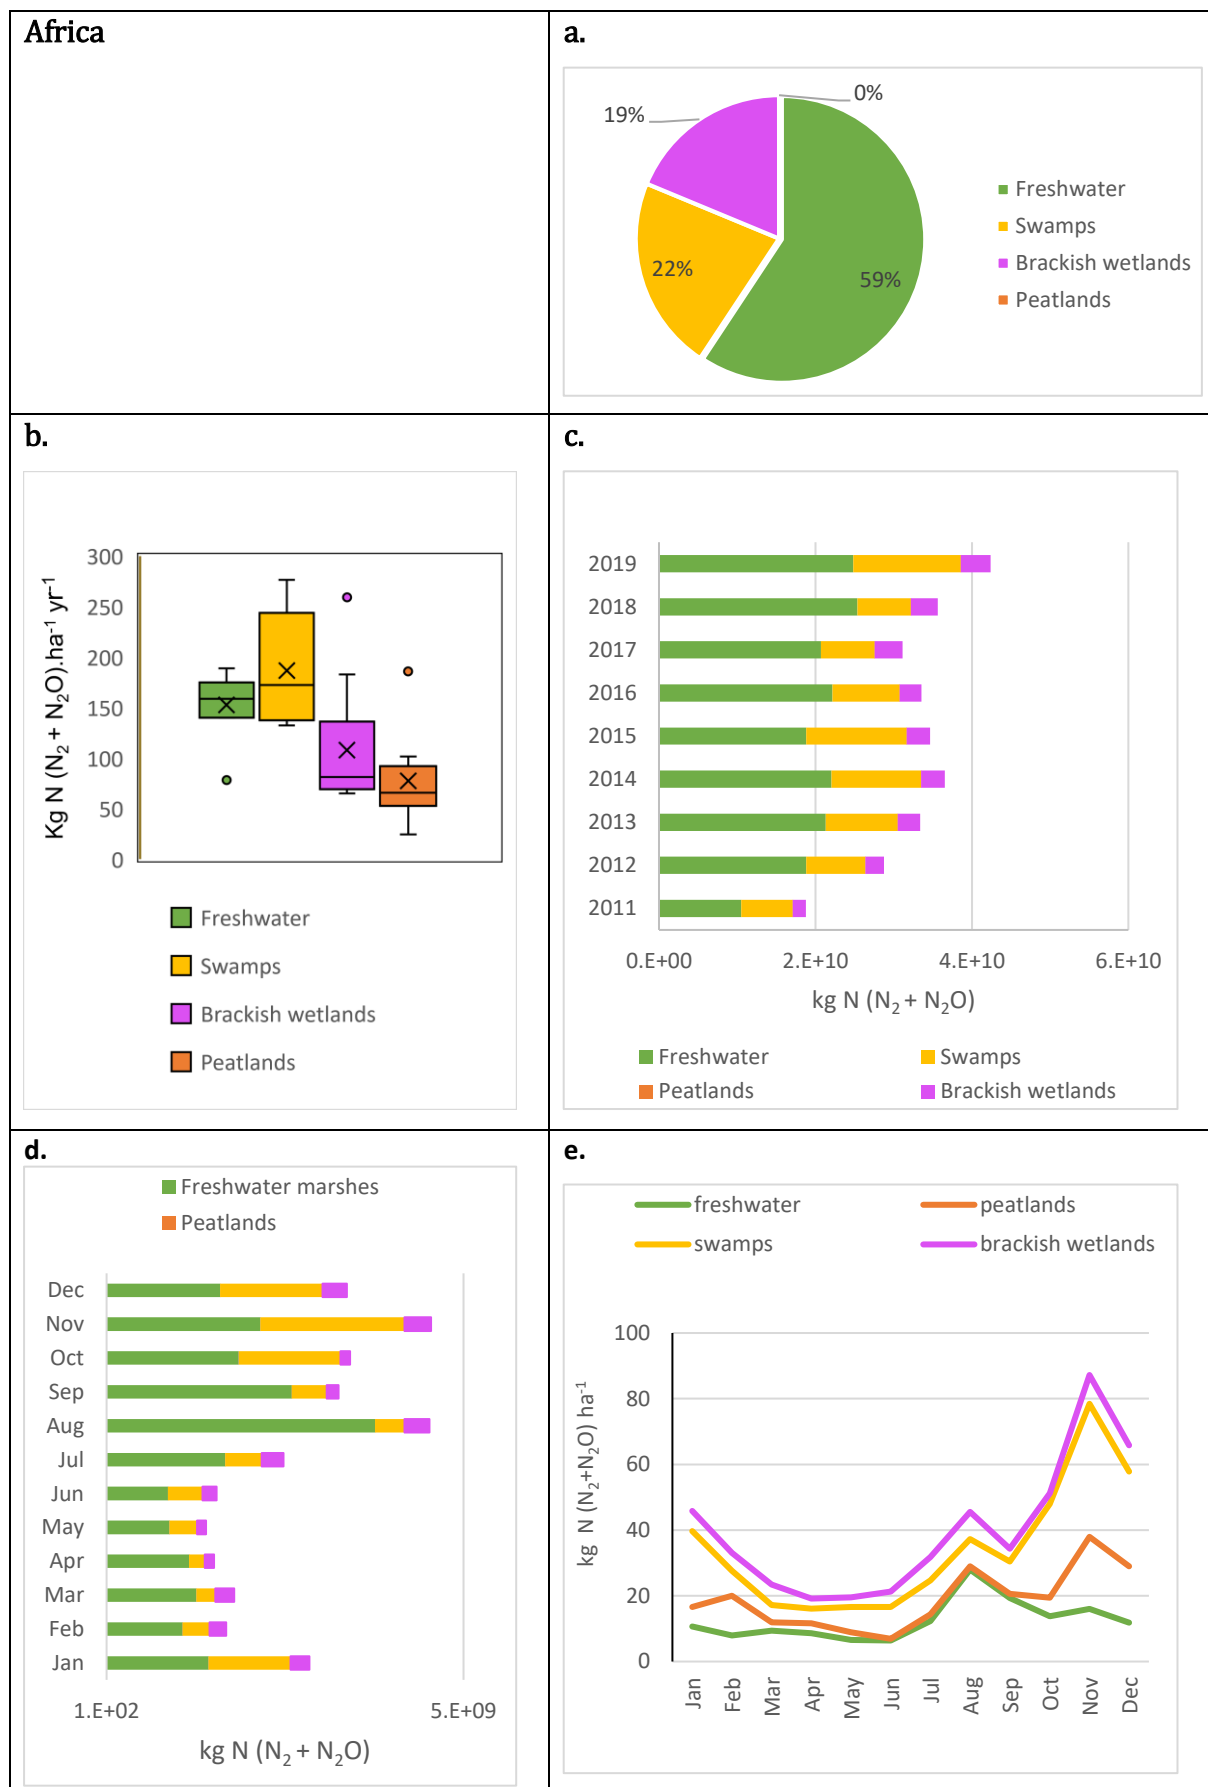 Africa
a.
0%
19%
22%
59%
Freshwater
Swamps
Brackish wetlands
Peatlands
b.
Kg N (N₂ + N₂O).ha⁻¹ yr⁻¹
300
250
200
150
100
50
0
Freshwater
Swamps
Brackish wetlands
Peatlands
c.
2019
2018
2017
2016
2015
2014
2013
2012
2011
0.E+00 2.E+10 4.E+10 6.E+10
kg N (N₂ + N₂O)
Freshwater Swamps
Peatlands Brackish wetlands
d.
Freshwater marshes
Peatlands
Dec
Nov
Oct
Sep
Aug
Jul
Jun
May
Apr
Mar
Feb
Jan
1.E+02 5.E+09
kg N (N₂ + N₂O)
e.
freshwater peatlands
swamps brackish wetlands
kg N (N₂+N₂O) ha⁻¹
100
80
60
40
20
0
Jan Feb Mar Apr May Jun Jul Aug Sep Oct Nov Dec